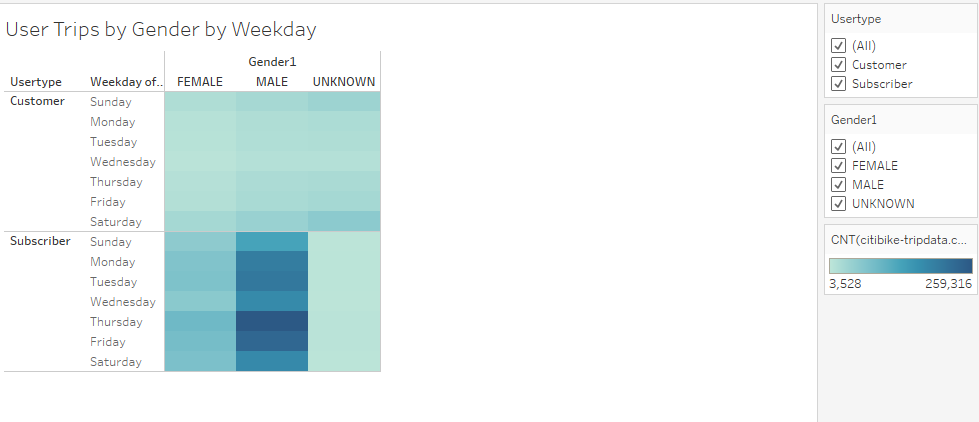 User Trips by Gender by Weekday
Gender1
Usertype Weekday of.. FEMALE MALE UNKNOWN
Customer Sunday
Monday
Tuesday
Wednesday
Thursday
Friday
Saturday
Subscriber Sunday
Monday
Tuesday
Wednesday
Thursday
Friday
Saturday
Usertype
(All)
Customer
Subscriber
Gender1
(All)
FEMALE
MALE
UNKNOWN
CNT(citibike-tripdata.c...
3,528 259,316